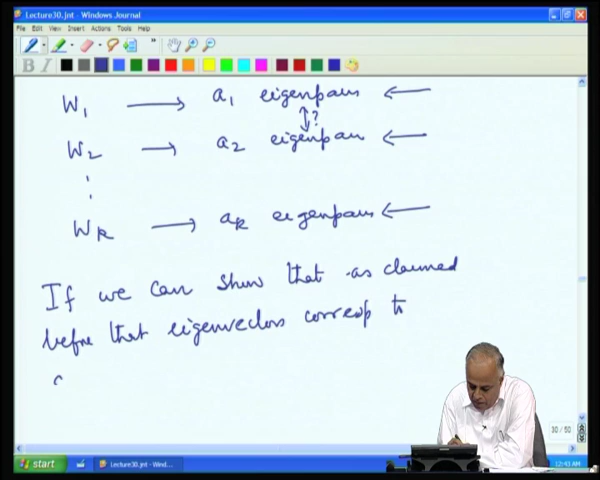 Lecture30.jnt - Windows Journal
File Edit View Insert Actions Tools Help
W1 → a1 eigenpairs ←
↕?
W2 → a2 eigenpair ←
⋮
Wk → ak eigenpairs ←
If we can show that as claimed
before that eigenvectors corresp to
30 / 50
start Lecture30.jnt - Wind... 12:43 AM